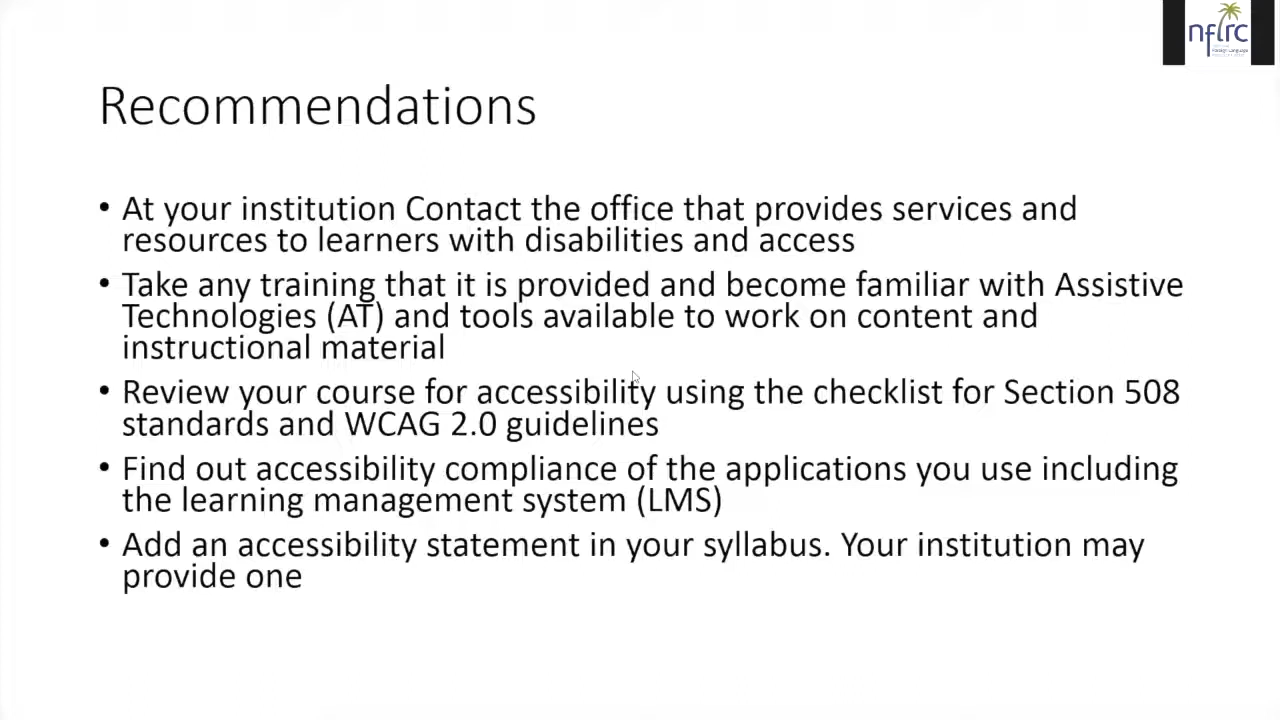 nflrc
Recommendations
• At your institution Contact the office that provides services and
resources to learners with disabilities and access
• Take any training that it is provided and become familiar with Assistive
Technologies (AT) and tools available to work on content and
instructional material
• Review your course for accessibility using the checklist for Section 508
standards and WCAG 2.0 guidelines
• Find out accessibility compliance of the applications you use including
the learning management system (LMS)
• Add an accessibility statement in your syllabus. Your institution may
provide one